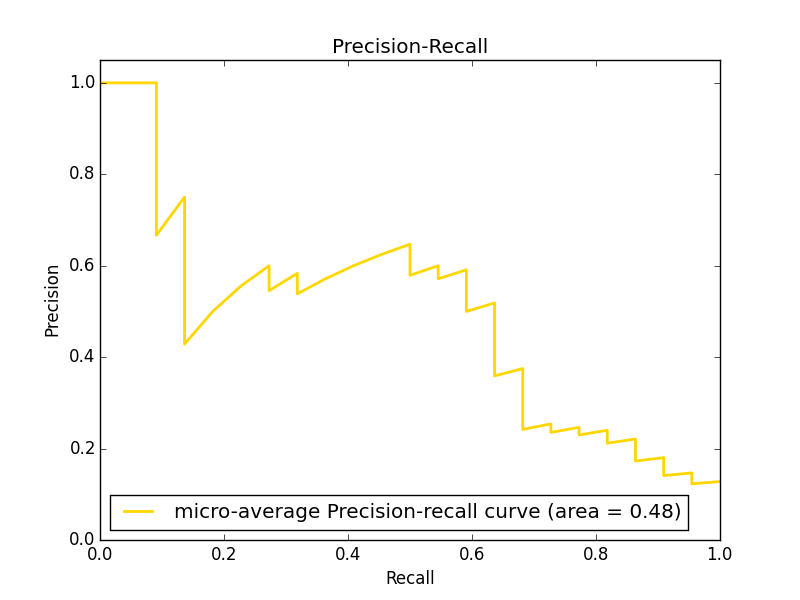 Precision-Recall
1.0
0.8
0.6
0.4
0.2
0.0
Precision
micro-average Precision-recall curve (area = 0.48)
0.0 0.2 0.4 0.6 0.8 1.0
Recall